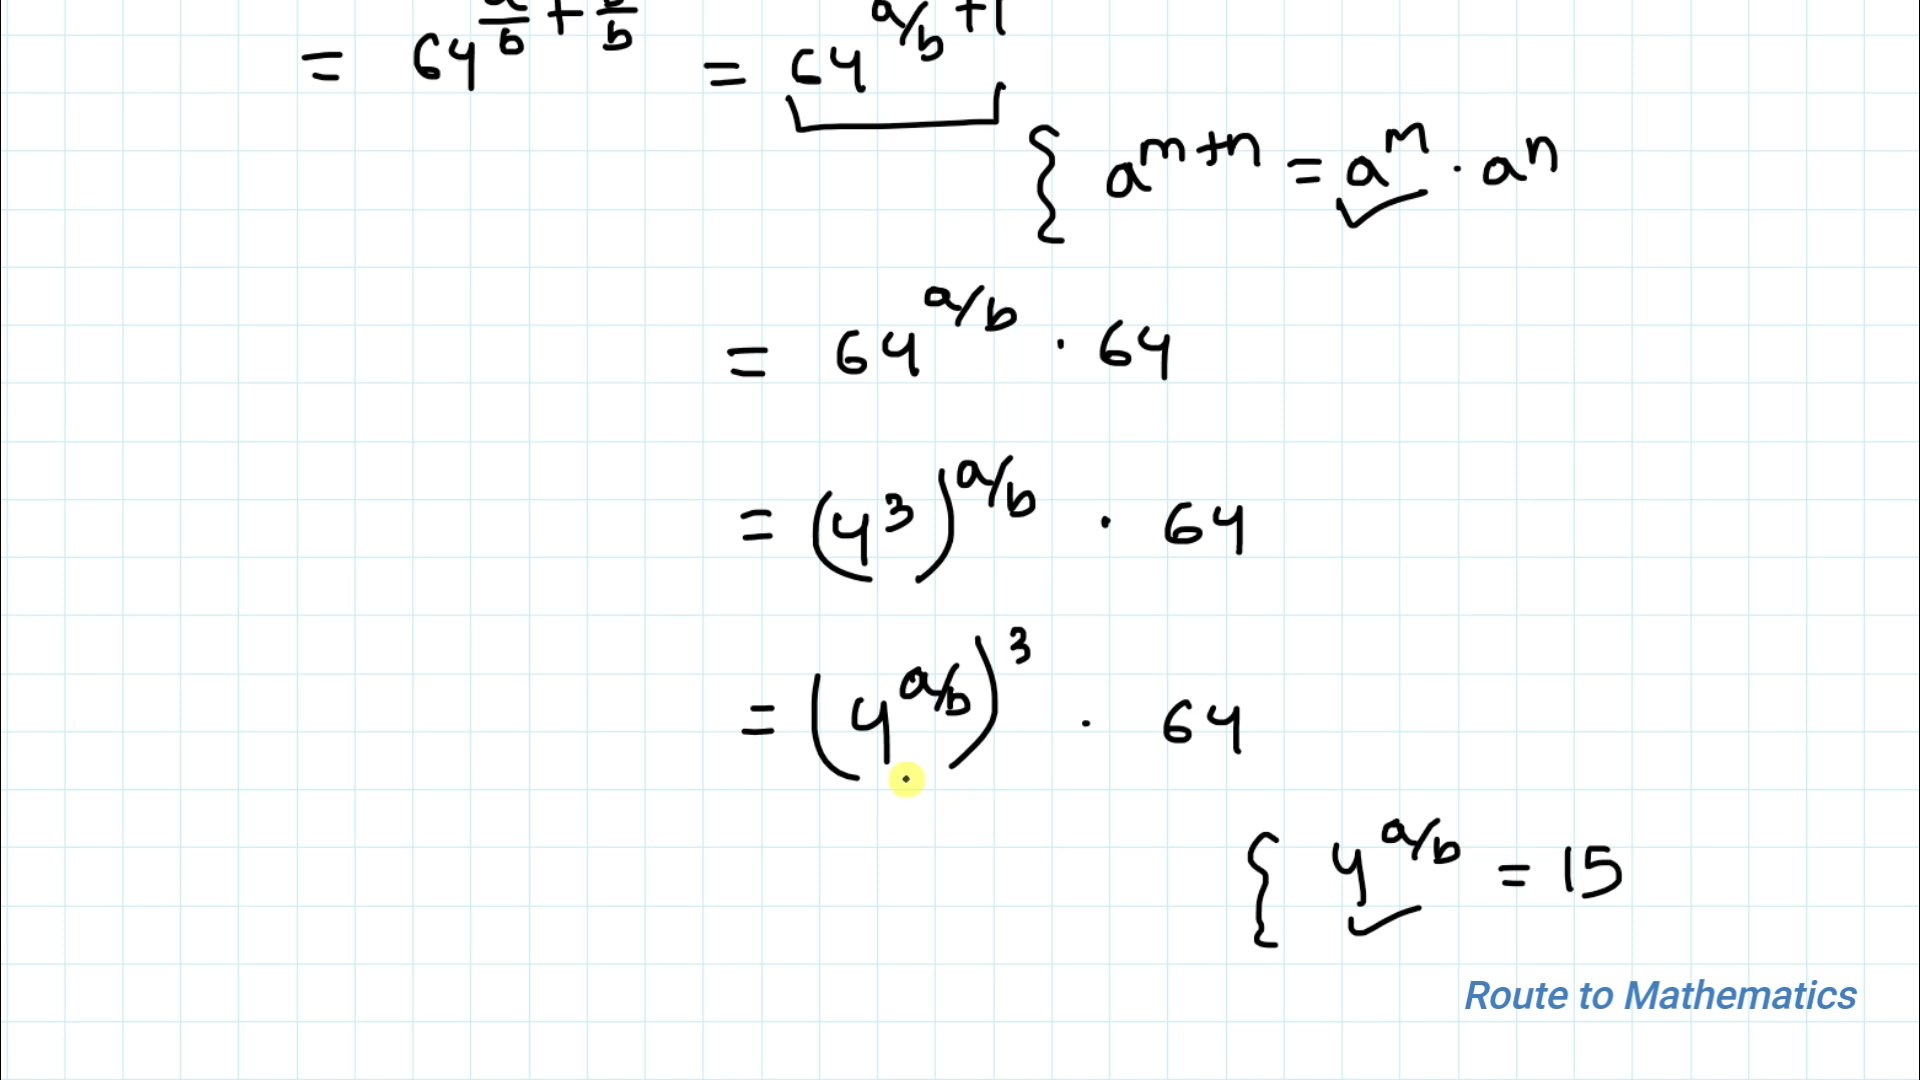 = 64^(a/b + b/b) = 64^(a/b + 1)
{ a^(m+n) = a^m · a^n
= 64^(a/b) · 64
= (4^3)^(a/b) · 64
= (4^(a/b))^3 · 64
{ 4^(a/b) = 15
Route to Mathematics